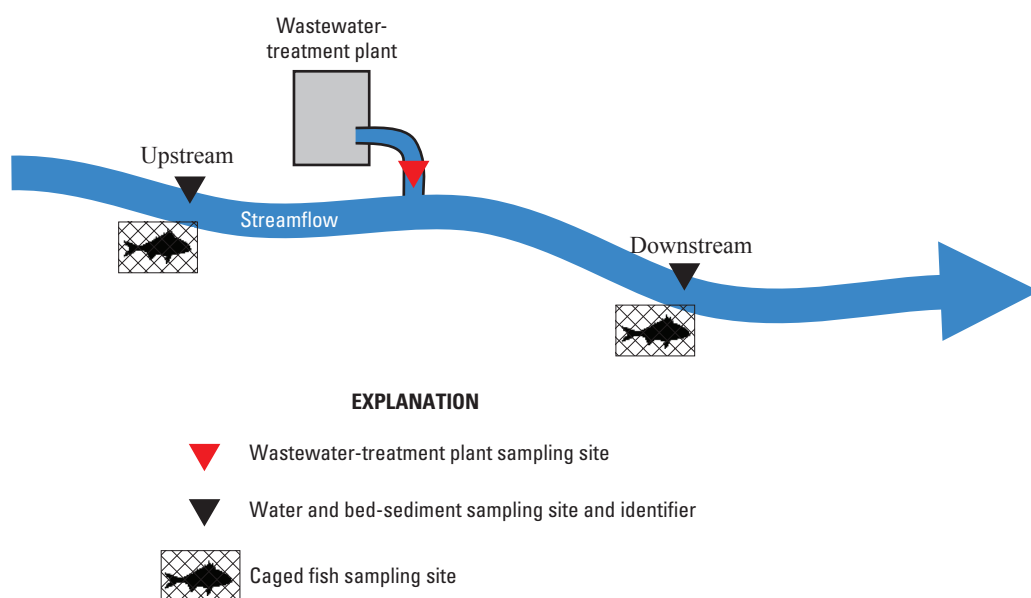 Wastewater-
treatment plant
Upstream
Streamflow
Downstream
EXPLANATION
Wastewater-treatment plant sampling site
Water and bed-sediment sampling site and identifier
Caged fish sampling site